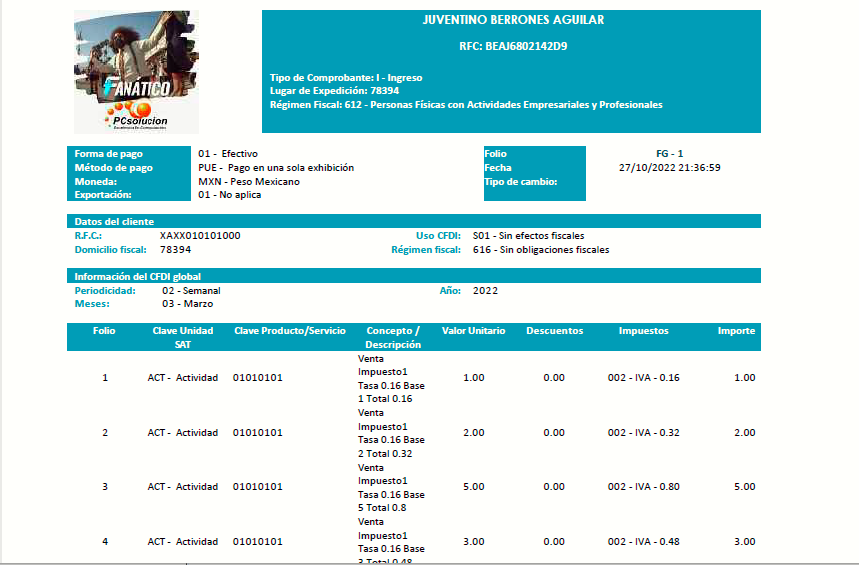 FANÁTICO
PCsolucion
Excelencia En Computación
JUVENTINO BERRONES AGUILAR
RFC: BEAJ6802142D9
Tipo de Comprobante: I - Ingreso
Lugar de Expedición: 78394
Régimen Fiscal: 612 - Personas Físicas con Actividades Empresariales y Profesionales
Forma de pago 01 - Efectivo
Método de pago PUE - Pago en una sola exhibición
Moneda: MXN - Peso Mexicano
Exportación: 01 - No aplica
Folio FG - 1
Fecha 27/10/2022 21:36:59
Tipo de cambio:
Datos del cliente
R.F.C.: XAXX010101000 Uso CFDI: S01 - Sin efectos fiscales
Domicilio fiscal: 78394 Régimen fiscal: 616 - Sin obligaciones fiscales
Información del CFDI global
Periodicidad: 02 - Semanal Año: 2022
Meses: 03 - Marzo
Folio Clave Unidad Clave Producto/Servicio Concepto / Valor Unitario Descuentos Impuestos Importe
SAT Descripción
Venta
Impuesto1
1 ACT - Actividad 01010101 Tasa 0.16 Base 1.00 0.00 002 - IVA - 0.16 1.00
1 Total 0.16
Venta
Impuesto1
2 ACT - Actividad 01010101 Tasa 0.16 Base 2.00 0.00 002 - IVA - 0.32 2.00
2 Total 0.32
Venta
Impuesto1
3 ACT - Actividad 01010101 Tasa 0.16 Base 5.00 0.00 002 - IVA - 0.80 5.00
5 Total 0.8
Venta
Impuesto1
4 ACT - Actividad 01010101 Tasa 0.16 Base 3.00 0.00 002 - IVA - 0.48 3.00
3 Total 0.48